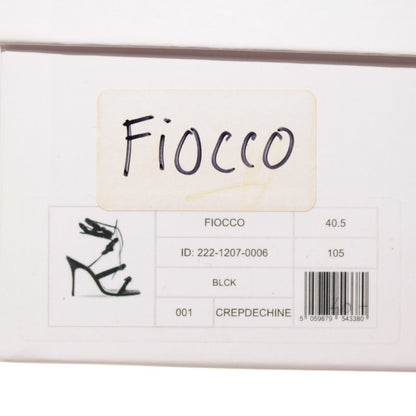 Fiocco
FIOCCO 40.5
ID: 222-1207-0006 105
BLCK
001 CREPDECHINE
5 059879 543380